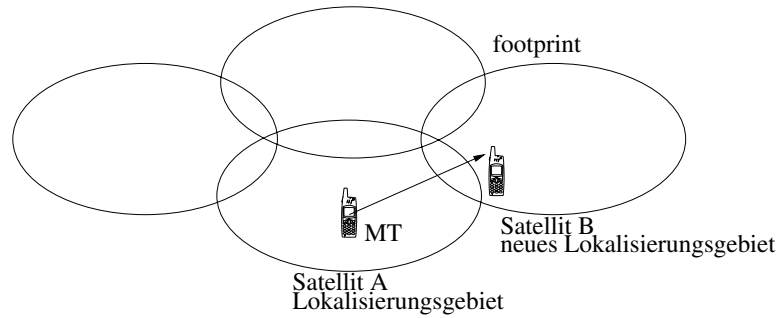 footprint
MT
Satellit B
neues Lokalisierungsgebiet
Satellit A
Lokalisierungsgebiet